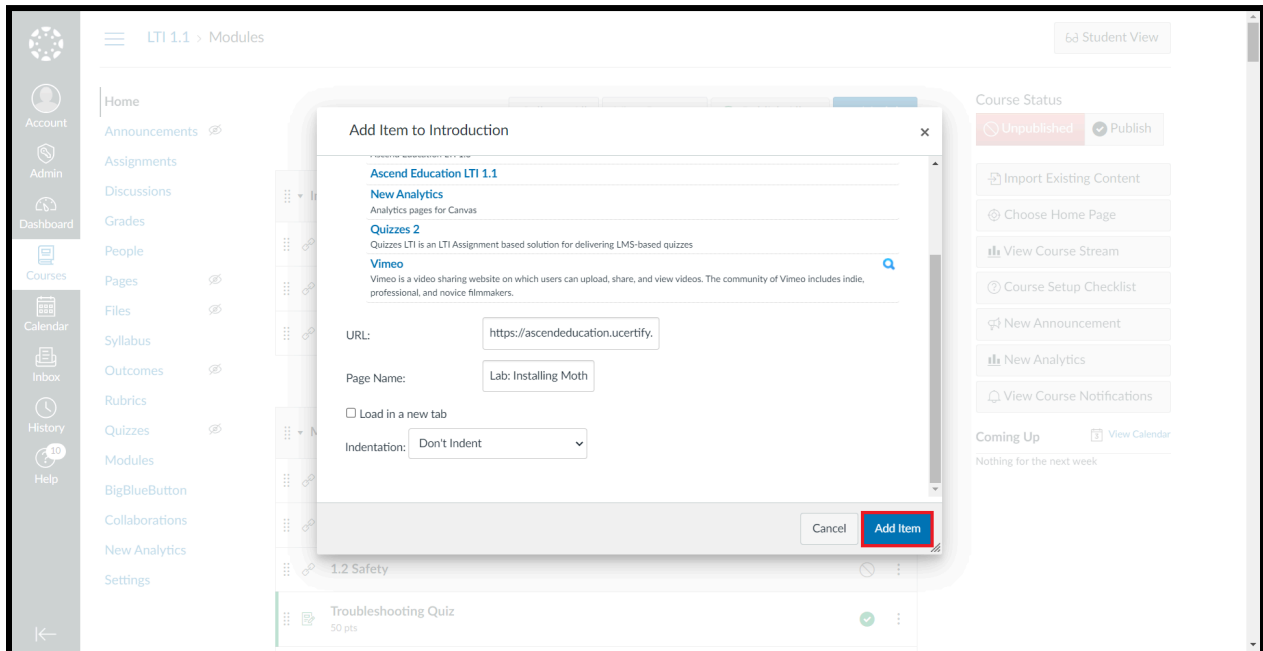 LTI 1.1 > Modules
Student View
Account
Admin
Dashboard
Courses
Calendar
Inbox
History
10
Help
Home
Announcements
Assignments
Discussions
Grades
People
Pages
Files
Syllabus
Outcomes
Rubrics
Quizzes
Modules
BigBlueButton
Collaborations
New Analytics
Settings
Add Item to Introduction
×
Ascend Education LTI 1.1
New Analytics
Analytics pages for Canvas
Quizzes 2
Quizzes LTI is an LTI Assignment based solution for delivering LMS-based quizzes
Vimeo
Vimeo is a video sharing website on which users can upload, share, and view videos. The community of Vimeo includes indie,
professional, and novice filmmakers.
URL: https://ascendeducation.ucertify.
Page Name: Lab: Installing Moth
Load in a new tab
Indentation: Don't Indent
Cancel Add Item
1.2 Safety
Troubleshooting Quiz
50 pts
Course Status
Unpublished Publish
Import Existing Content
Choose Home Page
View Course Stream
Course Setup Checklist
New Announcement
New Analytics
View Course Notifications
Coming Up 3 View Calendar
Nothing for the next week